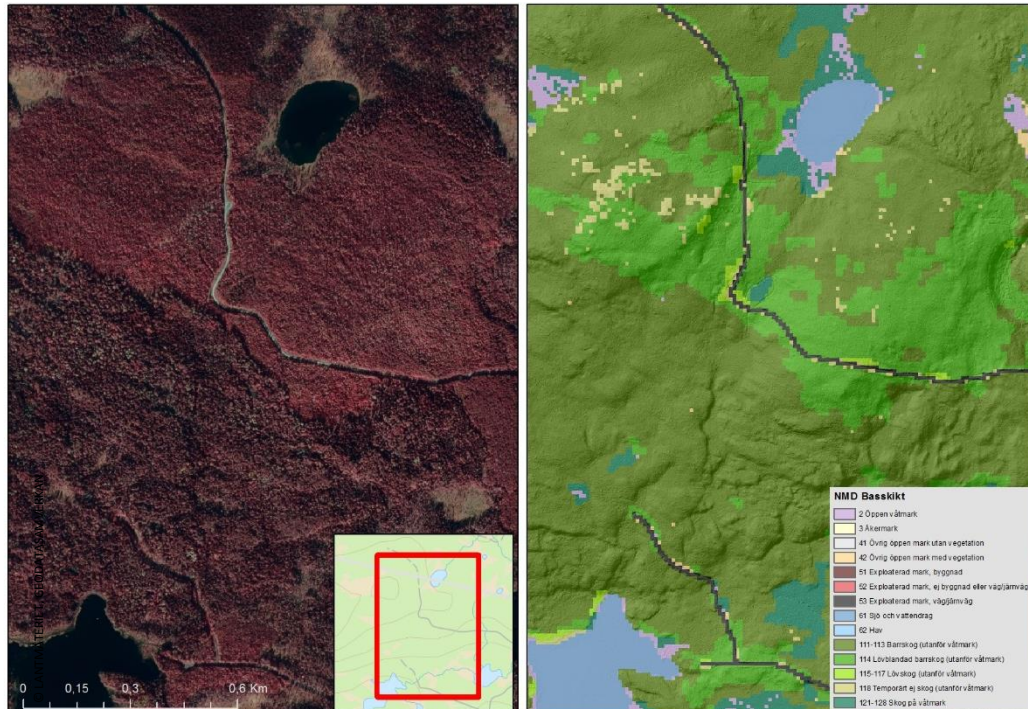 0 0,15 0,3 0,6 Km
NMD Basskikt
2 Öppen våtmark
3 Åkermark
41 Övrig öppen mark utan vegetation
42 Övrig öppen mark med vegetation
51 Exploaterad mark, byggnad
52 Exploaterad mark, ej byggnad eller väg/järnväg
53 Exploaterad mark, väg/järnväg
61 Sjö och vattendrag
62 Hav
111-113 Barrskog (utanför våtmark)
114 Lövblandad barrskog (utanför våtmark)
115-117 Lövskog (utanför våtmark)
118 Temporärt ej skog (utanför våtmark)
121-128 Skog på våtmark